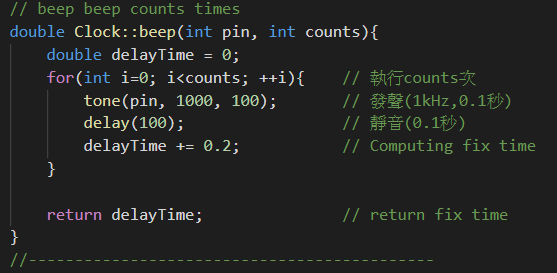 // beep beep counts times
double Clock::beep(int pin, int counts){
    double delayTime = 0;
    for(int i=0; i<counts; ++i){    // 執行counts次
        tone(pin, 1000, 100);       // 發聲(1kHz,0.1秒)
        delay(100);                 // 靜音(0.1秒)
        delayTime += 0.2;           // Computing fix time
    }
    return delayTime;               // return fix time
}
//--------------------------------------------